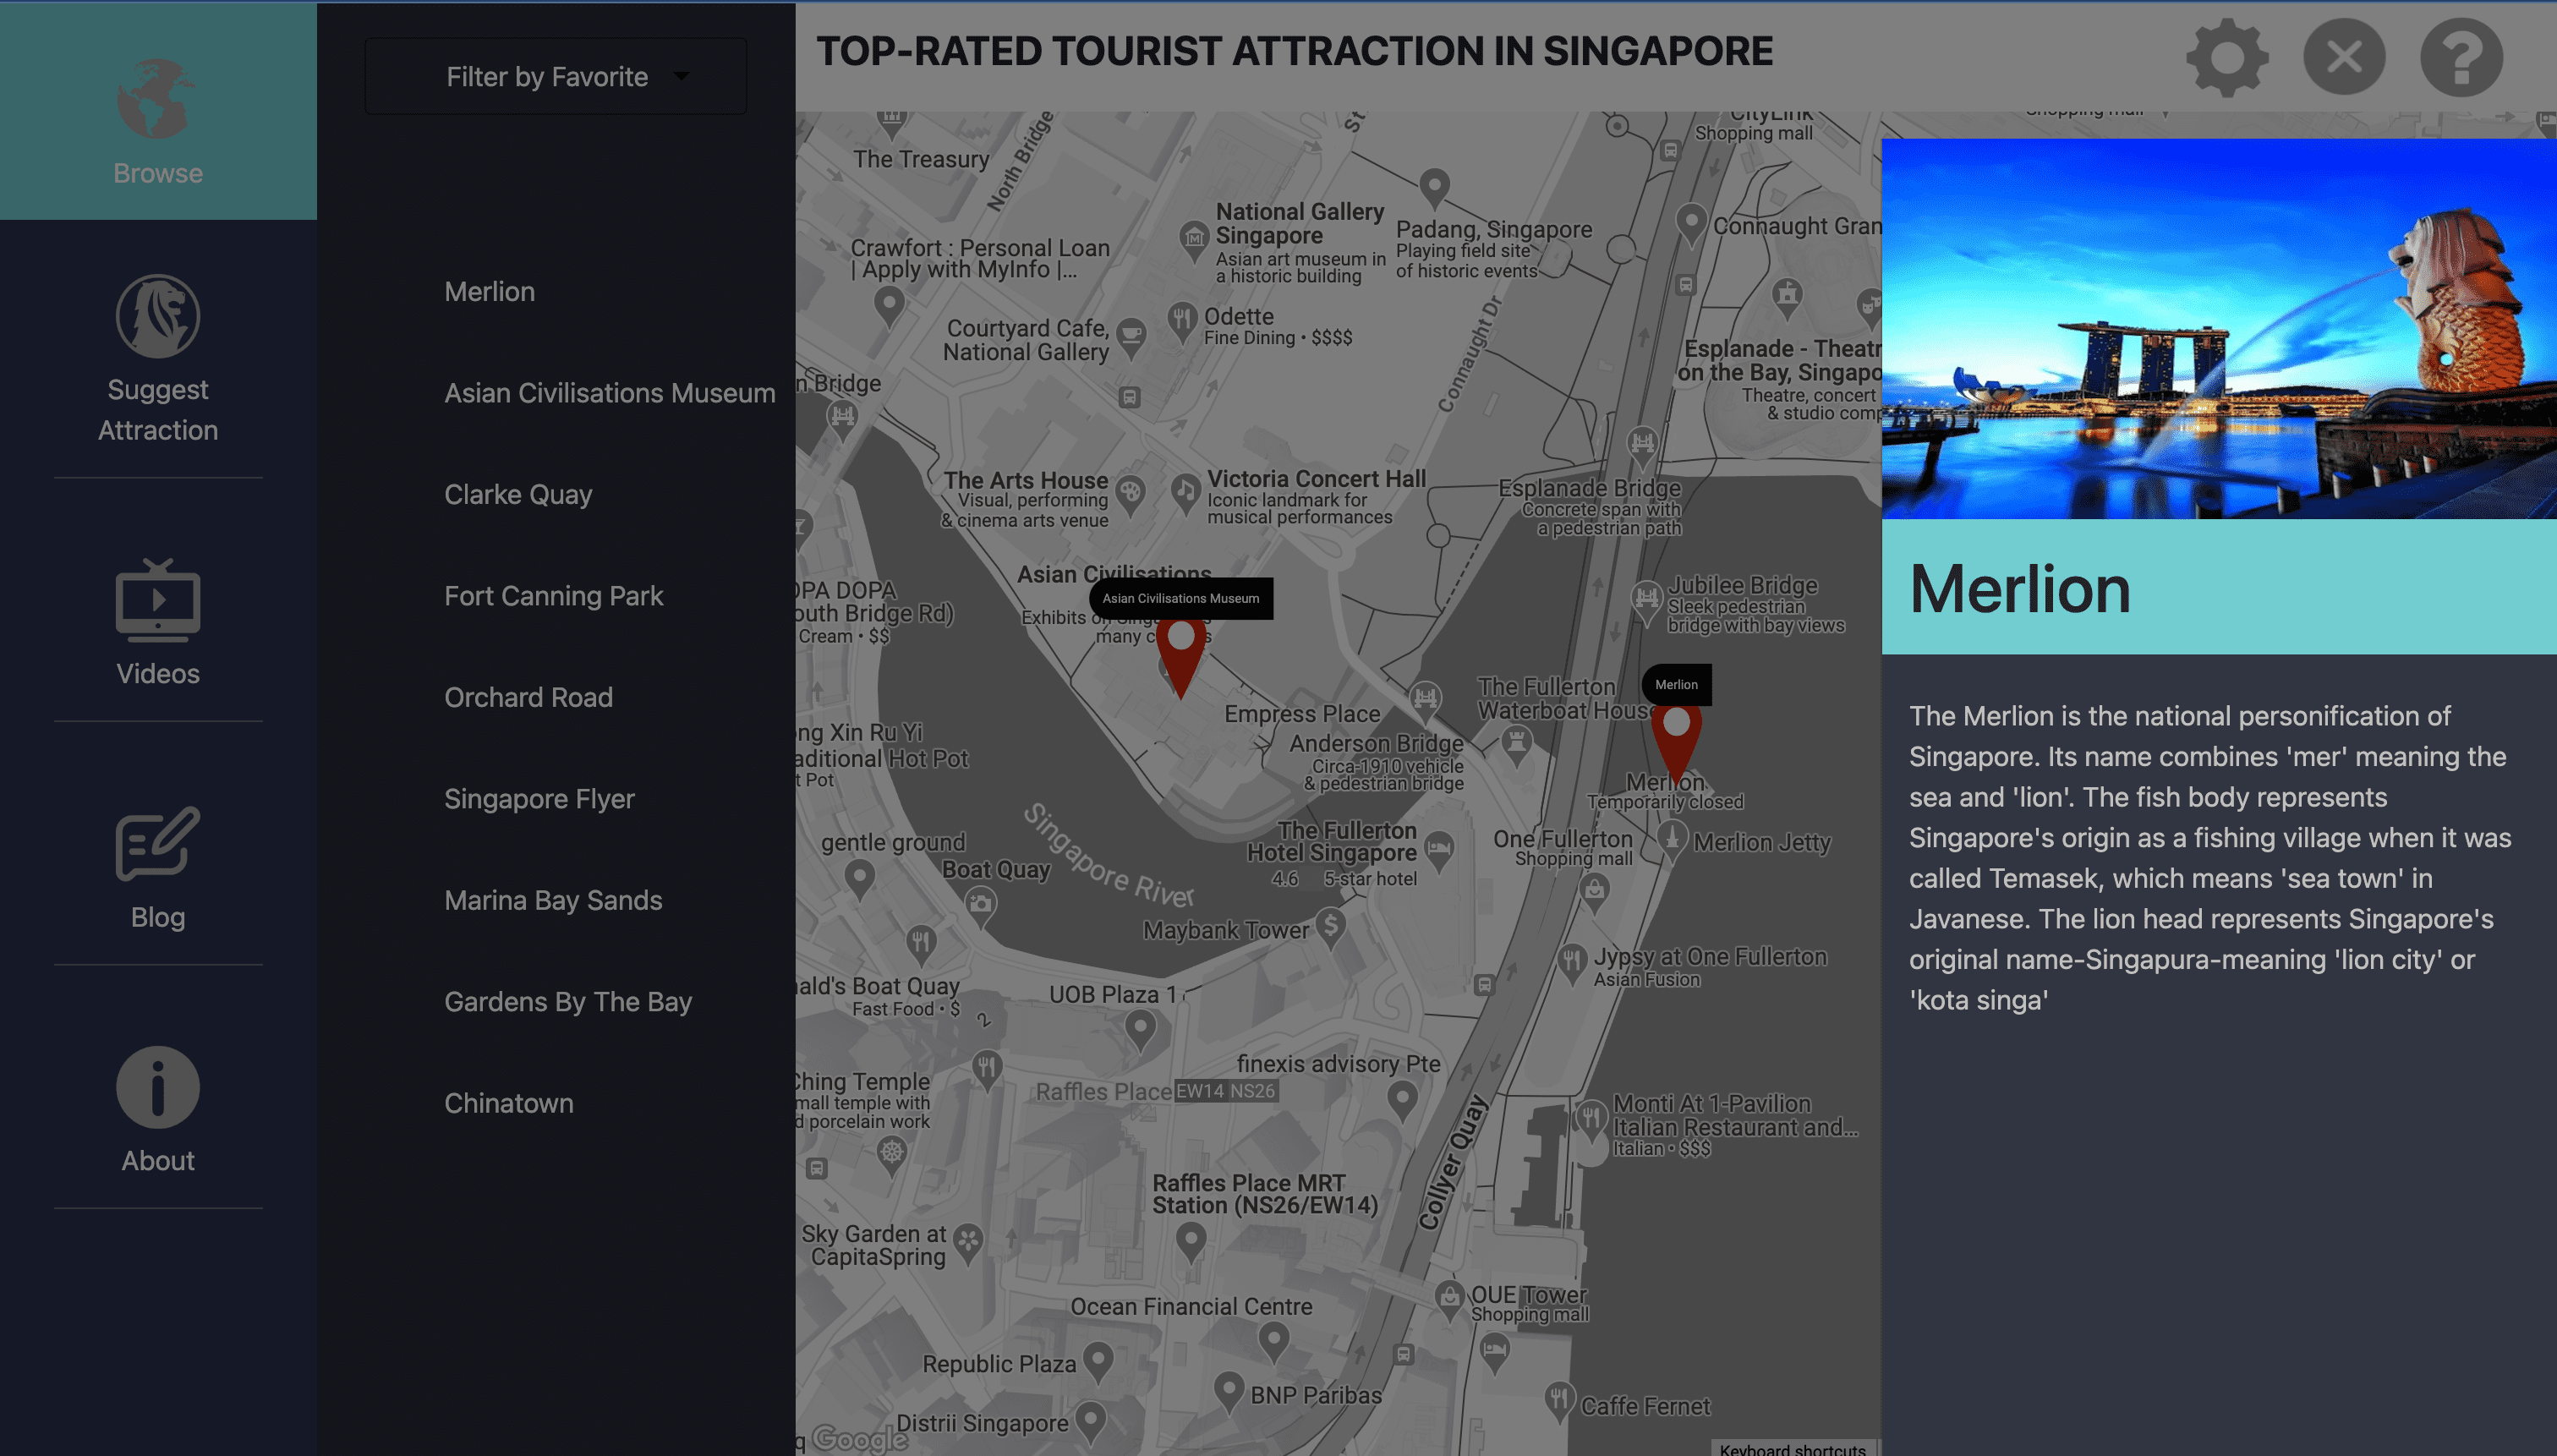 Browse
Suggest
Attraction
Videos
Blog
About
Filter by Favorite
Merlion
Asian Civilisations Museum
Clarke Quay
Fort Canning Park
Orchard Road
Singapore Flyer
Marina Bay Sands
Gardens By The Bay
Chinatown
TOP-RATED TOURIST ATTRACTION IN SINGAPORE
The Treasury
North Bridge
St
CityLink
Shopping mall
Shopping mall
National Gallery
Singapore
Asian art museum in
a historic building
Padang, Singapore
Playing field site
of historic events
Connaught Gran
Crawfort : Personal Loan
| Apply with MyInfo |...
Courtyard Cafe,
National Gallery
Odette
Fine Dining • $$$$
Connaught Dr
Esplanade - Theatr
on the Bay, Singapo
Theatre, concert
& studio comp
n Bridge
The Arts House
Visual, performing
& cinema arts venue
Victoria Concert Hall
Iconic landmark for
musical performances
Esplanade Bridge
Concrete span with
a pedestrian path
Asian Civilisations
Asian Civilisations Museum
Exhibits on
many
OPA DOPA
outh Bridge Rd)
Cream • $$
Jubilee Bridge
Sleek pedestrian
bridge with bay views
Merlion
The Fullerton
Waterboat House
Empress Place
Anderson Bridge
Circa-1910 vehicle
& pedestrian bridge
ong Xin Ru Yi
aditional Hot Pot
t Pot
Merlion
Temporarily closed
Singapore River
The Fullerton
Hotel Singapore
4.6 5-star hotel
One Fullerton
Shopping mall
Merlion Jetty
gentle ground
Boat Quay
Maybank Tower
Jypsy at One Fullerton
Asian Fusion
ald's Boat Quay
Fast Food • $
2
UOB Plaza 1
finexis advisory Pte
Raffles Place EW14 NS26
Ching Temple
mall temple with
d porcelain work
Collyer Quay
Monti At 1-Pavilion
Italian Restaurant and...
Italian • $$$
Raffles Place MRT
Station (NS26/EW14)
Sky Garden at
CapitaSpring
Ocean Financial Centre
OUE Tower
Shopping mall
Republic Plaza
BNP Paribas
Distrii Singapore
Caffe Fernet
q
Google
Keyboard shortcuts
Merlion
The Merlion is the national personification of
Singapore. Its name combines 'mer' meaning the
sea and 'lion'. The fish body represents
Singapore's origin as a fishing village when it was
called Temasek, which means 'sea town' in
Javanese. The lion head represents Singapore's
original name-Singapura-meaning 'lion city' or
'kota singa'